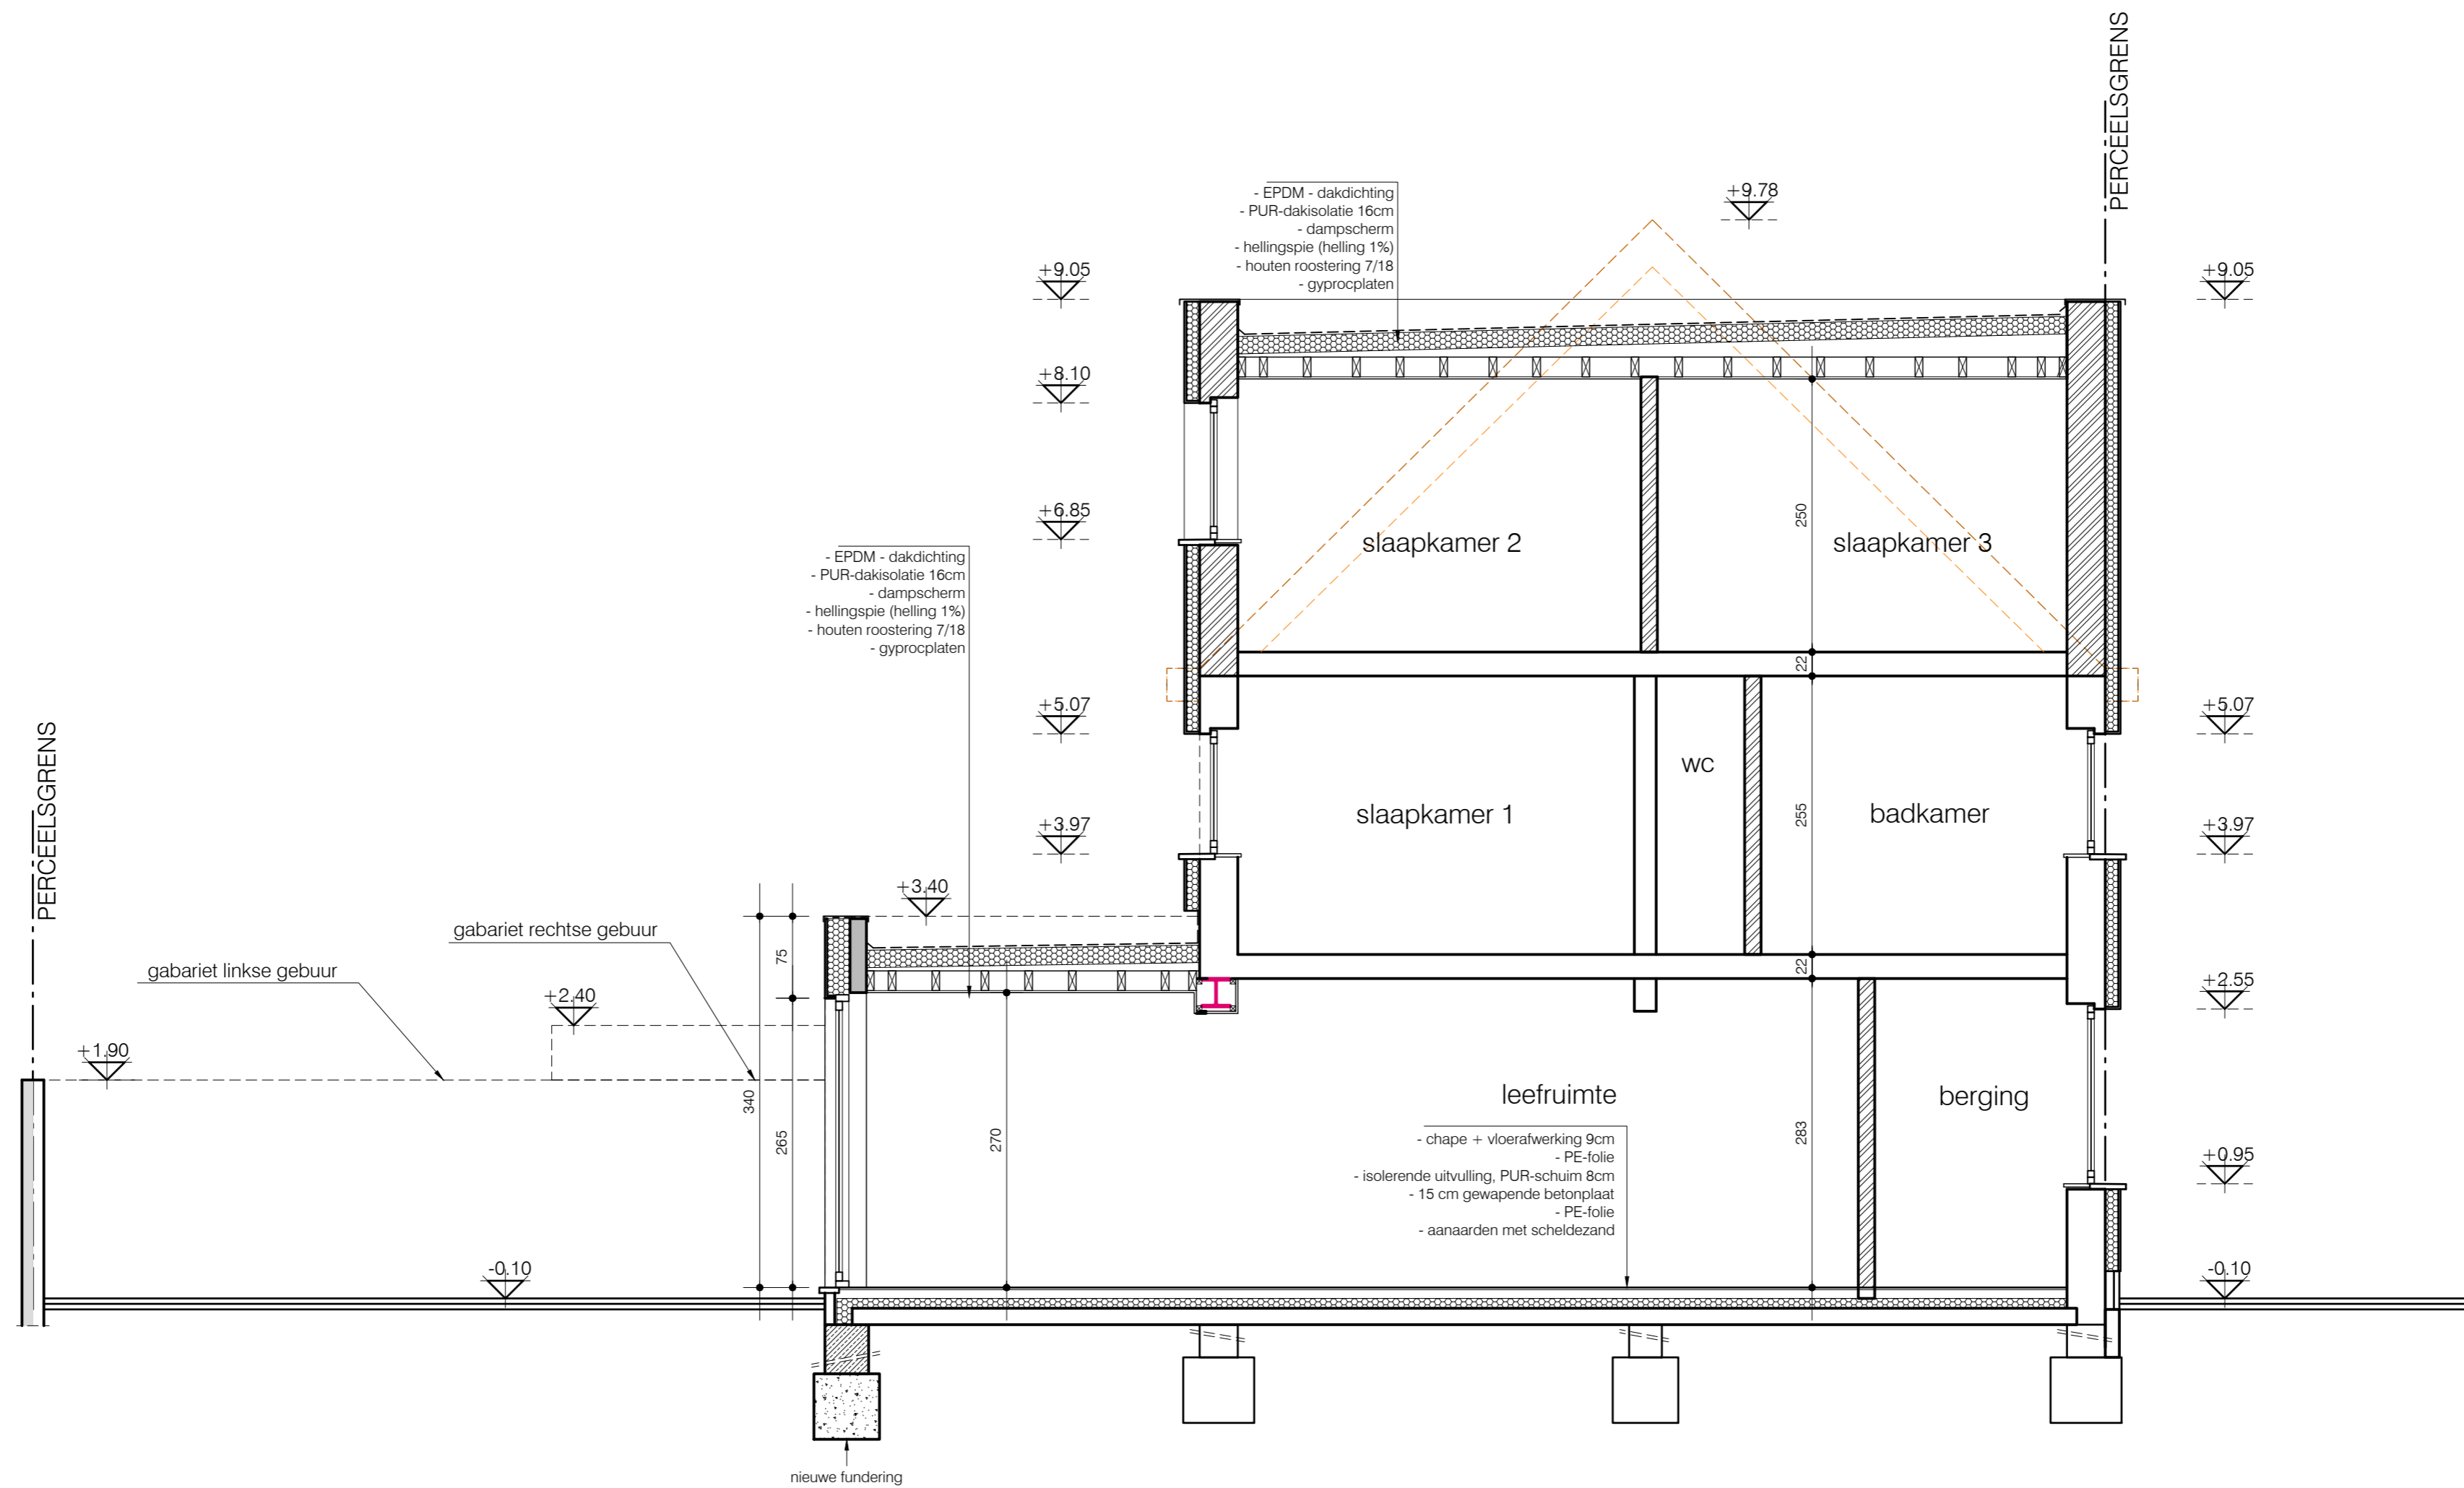 PERCEELSGRENS
+9.78
- EPDM - dakdichting
- PUR-dakisolatie 16cm
- dampscherm
- hellingspie (helling 1%)
- houten roostering 7/18
- gyprocplaten
+9.05
+9.05
+8.10
+6.85
250
slaapkamer 2
slaapkamer 3
- EPDM - dakdichting
- PUR-dakisolatie 16cm
- dampscherm
- hellingspie (helling 1%)
- houten roostering 7/18
- gyprocplaten
22
+5.07
+5.07
PERCEELSGRENS
WC
slaapkamer 1
255
badkamer
+3.97
+3.97
+3.40
gabariet rechtse gebuur
75
gabariet linkse gebuur
22
+2.40
+2.55
+1.90
340
265
270
leefruimte
283
berging
- chape + vloerafwerking 9cm
- PE-folie
- isolerende uitvulling, PUR-schuim 8cm
- 15 cm gewapende betonplaat
- PE-folie
- aanaarden met scheldezand
+0.95
-0.10
-0.10
nieuwe fundering